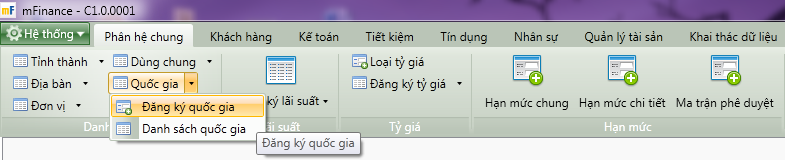 mF mFinance - C1.0.0001
Hệ thống Phân hệ chung Khách hàng Kế toán Tiết kiệm Tín dụng Nhân sự Quản lý tài sản Khai thác dữ liệu
Tỉnh thành Dùng chung Loại tỷ giá
Địa bàn Quốc gia Đăng ký tỷ giá
Đơn vị Đăng ký quốc gia ký lãi suất Hạn mức chung Hạn mức chi tiết Ma trận phê duyệt
Danh sách quốc gia
Danh lãi suất Tỷ giá Hạn mức
Đăng ký quốc gia